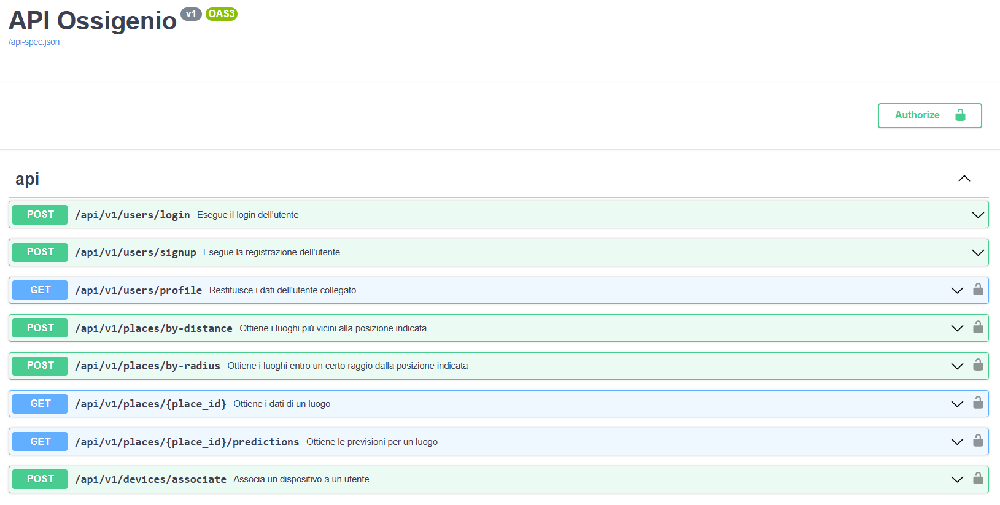 API Ossigenio v1 OAS3
/api-spec.json
Authorize
api
POST /api/v1/users/login Esegue il login dell'utente
POST /api/v1/users/signup Esegue la registrazione dell'utente
GET /api/v1/users/profile Restituisce i dati dell'utente collegato
POST /api/v1/places/by-distance Ottiene i luoghi più vicini alla posizione indicata
POST /api/v1/places/by-radius Ottiene i luoghi entro un certo raggio dalla posizione indicata
GET /api/v1/places/{place_id} Ottiene i dati di un luogo
GET /api/v1/places/{place_id}/predictions Ottiene le previsioni per un luogo
POST /api/v1/devices/associate Associa un dispositivo a un utente